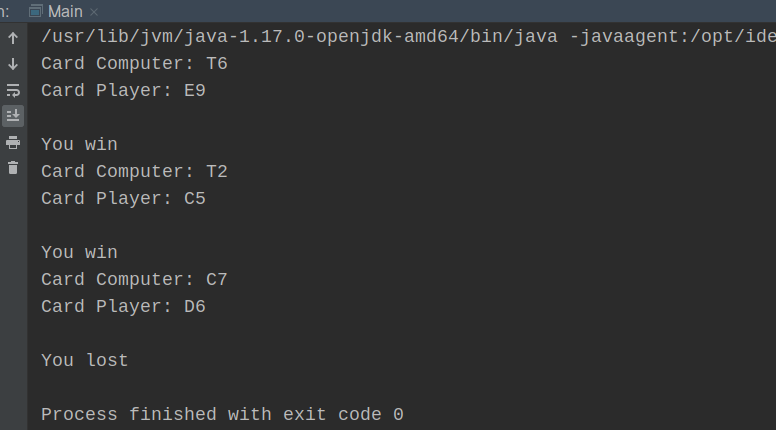 n: Main ×
/usr/lib/jvm/java-1.17.0-openjdk-amd64/bin/java -javaagent:/opt/ide
Card Computer: T6
Card Player: E9
You win
Card Computer: T2
Card Player: C5
You win
Card Computer: C7
Card Player: D6
You lost
Process finished with exit code 0